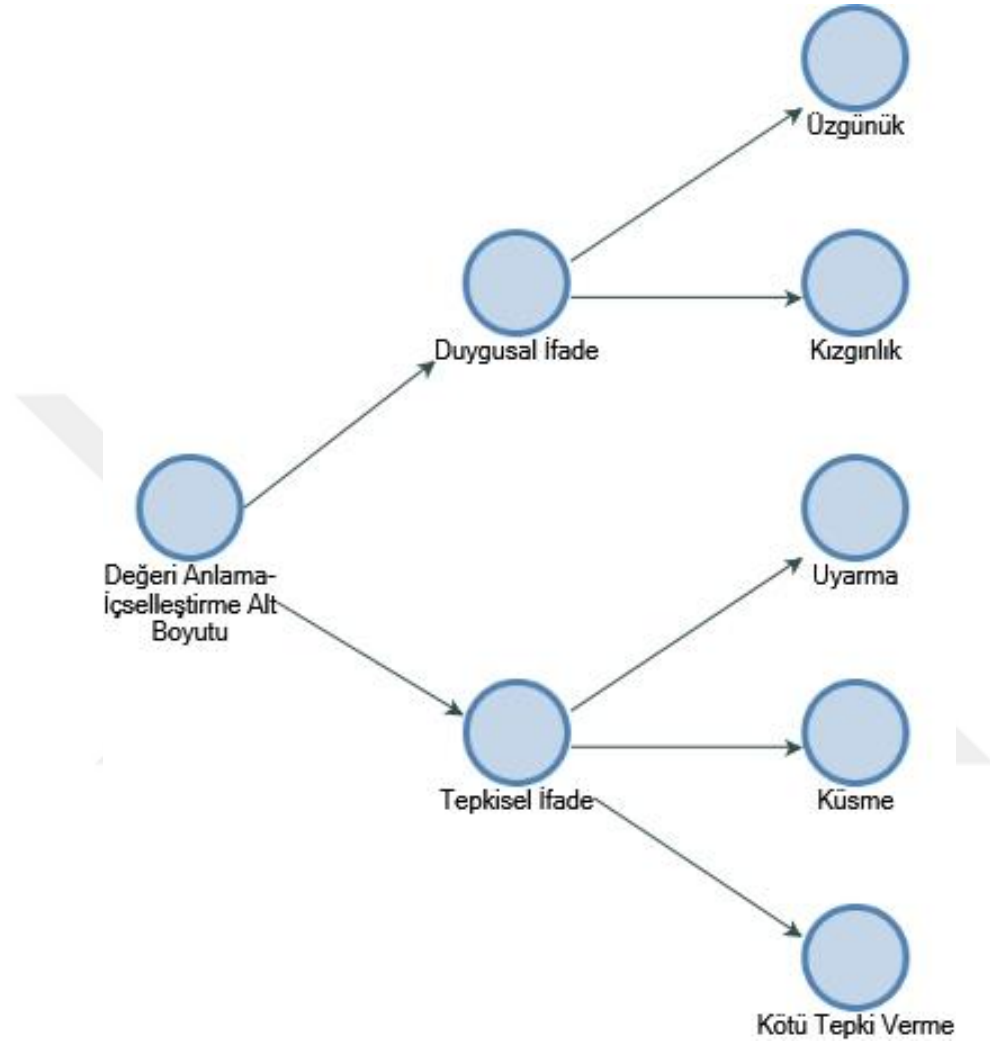 Üzgünük
Duygusal İfade
Kızgınlık
Değeri Anlama-
İçselleştirme Alt
Boyutu
Uyarma
Tepkisel İfade
Küsme
Kötü Tepki Verme